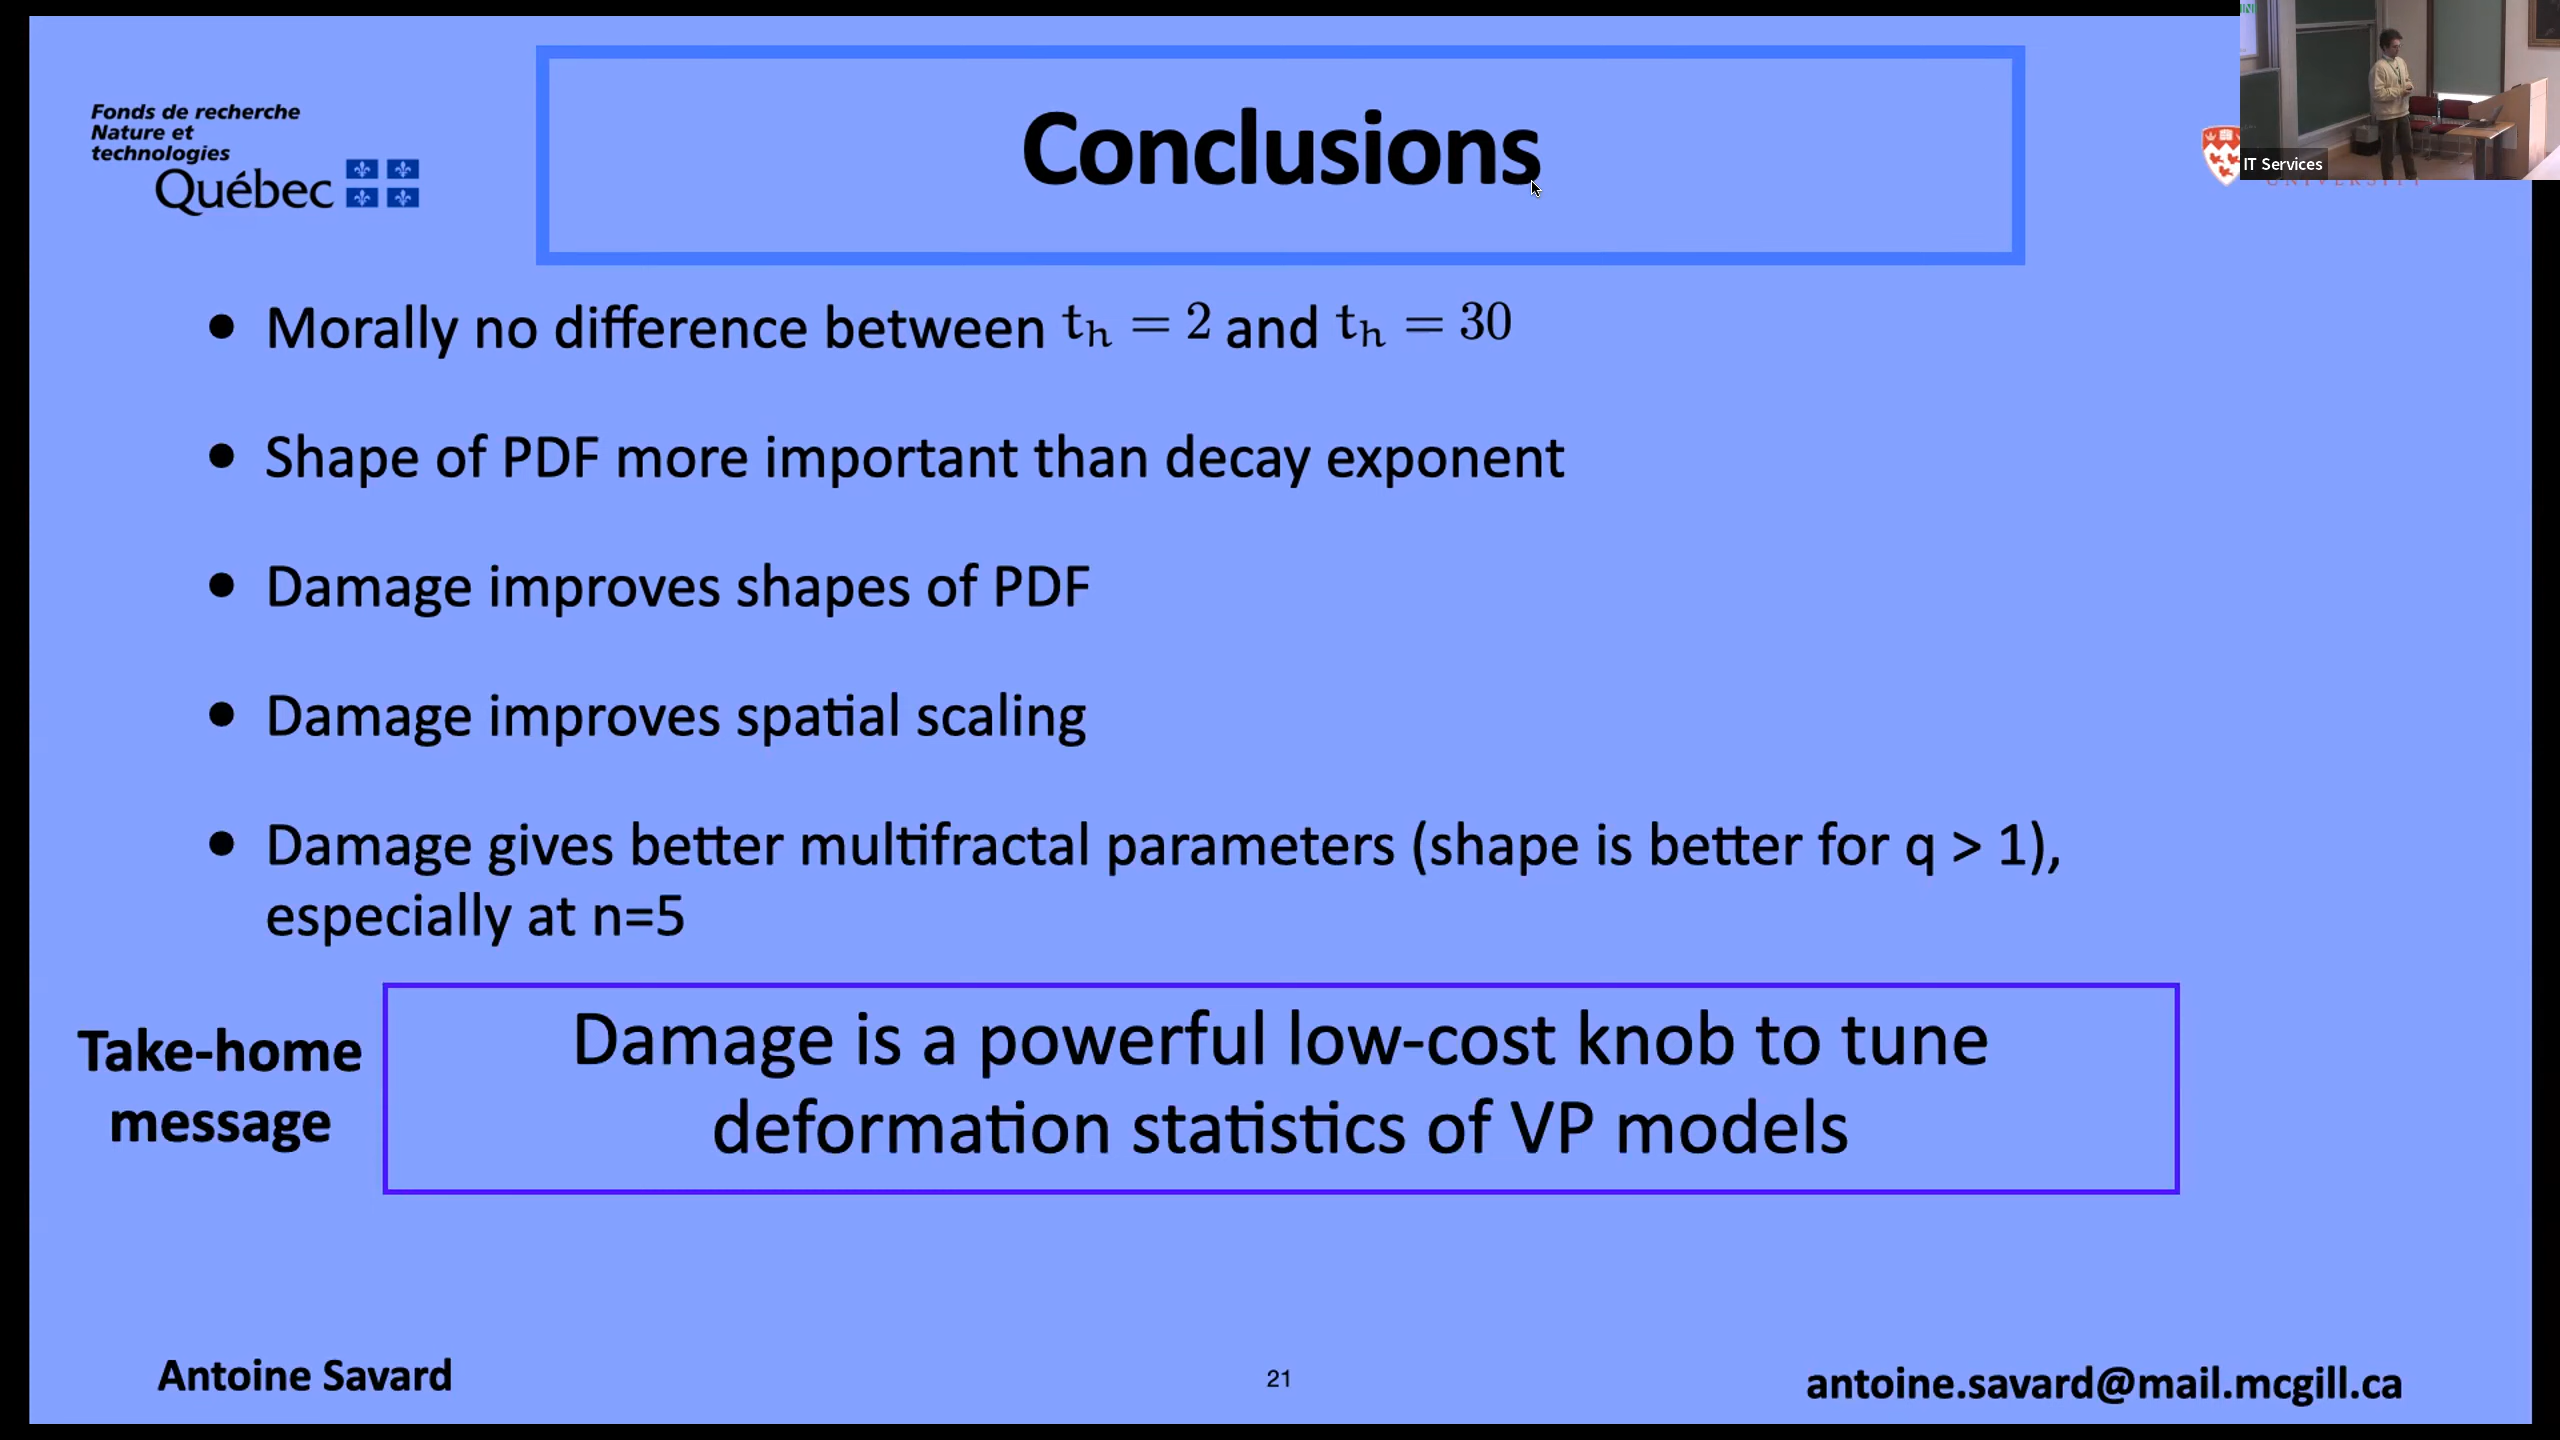 Fonds de recherche
Nature et
technologies
Québec
Conclusions
IT Services
• Morally no difference between t_h = 2 and t_h = 30
• Shape of PDF more important than decay exponent
• Damage improves shapes of PDF
• Damage improves spatial scaling
• Damage gives better multifractal parameters (shape is better for q > 1),
especially at n=5
Take-home
message
Damage is a powerful low-cost knob to tune
deformation statistics of VP models
Antoine Savard
21
antoine.savard@mail.mcgill.ca